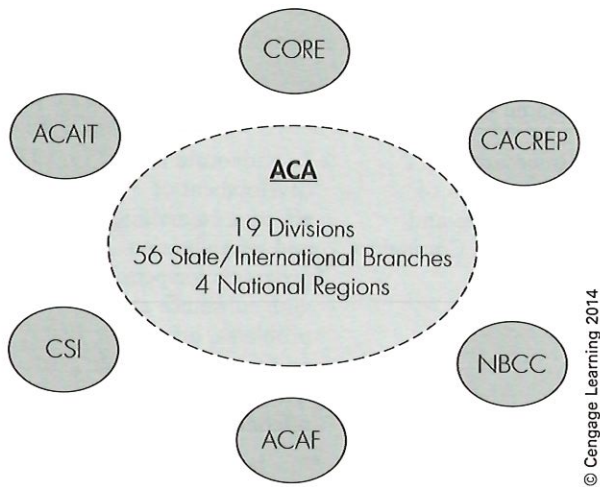 CORE
ACAIT
CACREP
ACA
19 Divisions
56 State/International Branches
4 National Regions
CSI
NBCC
ACAF
© Cengage Learning 2014